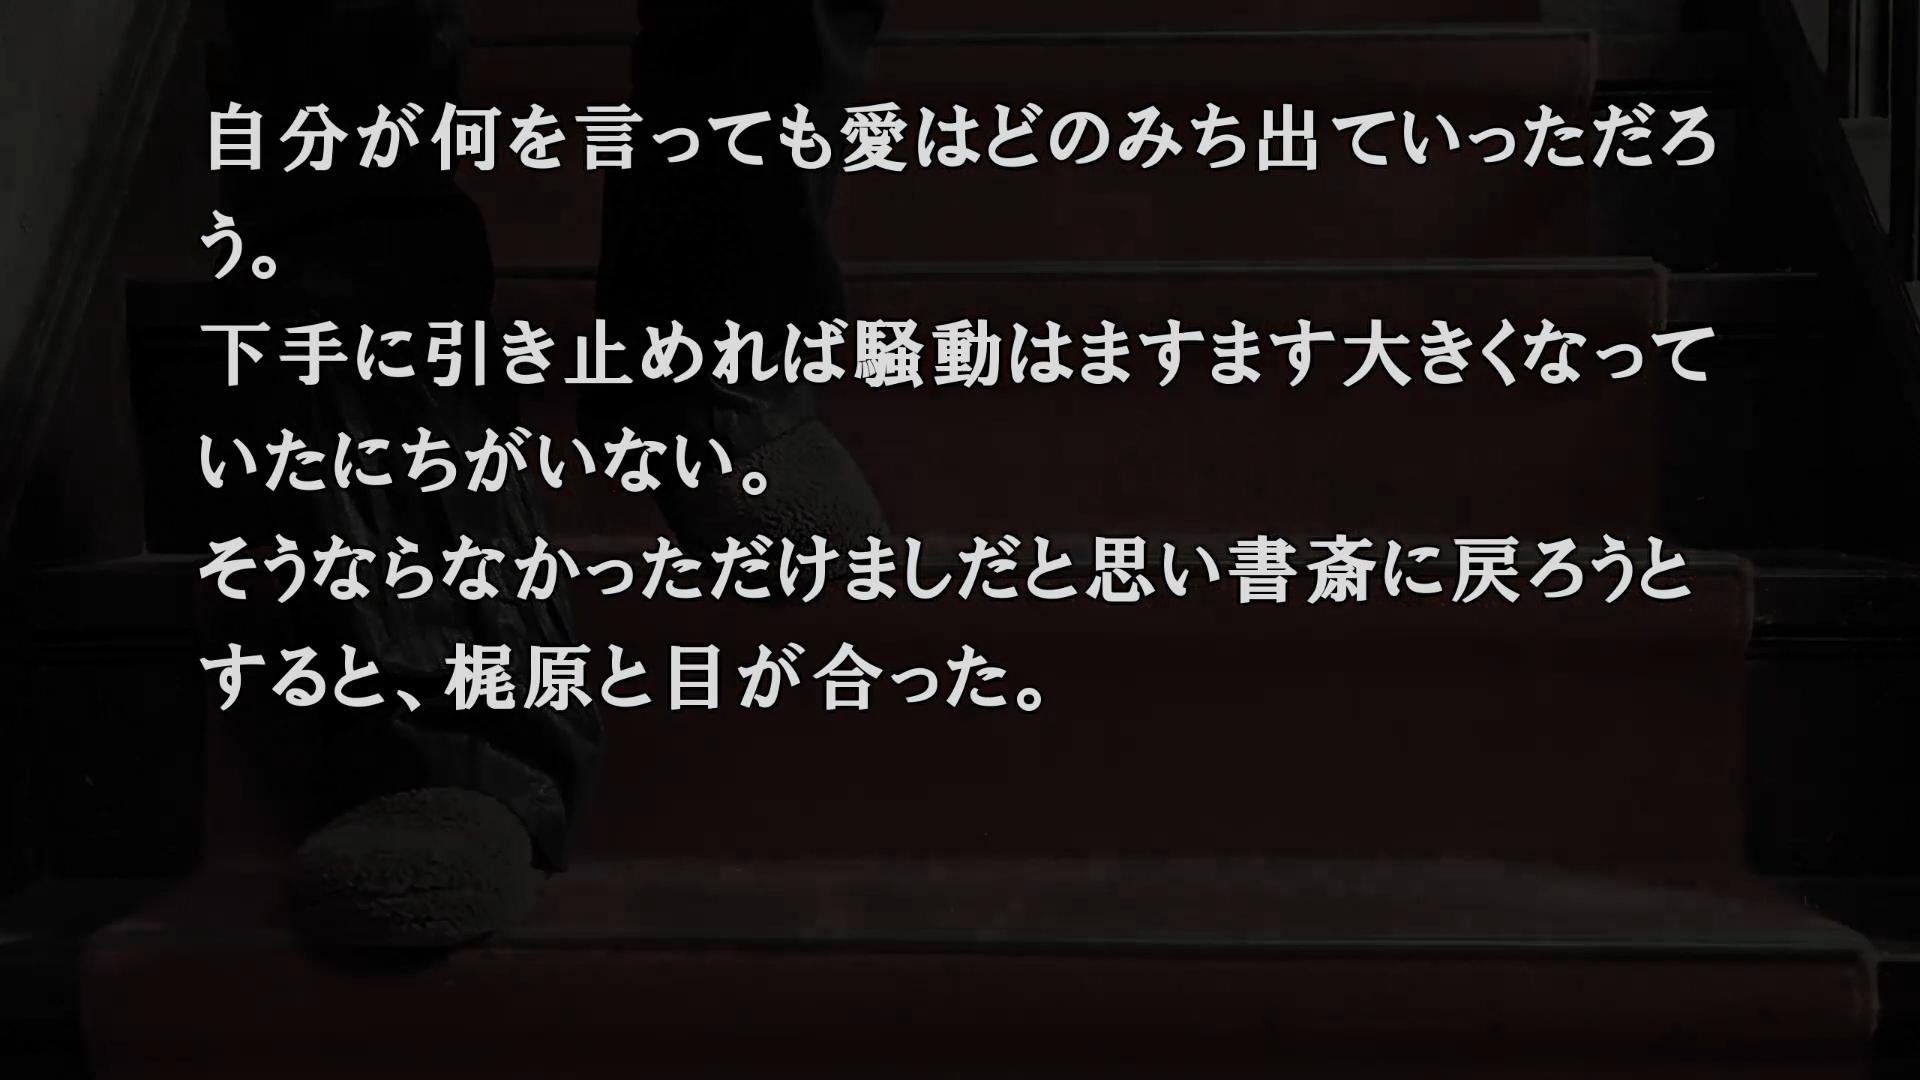 自分が何を言っても愛はどのみち出ていっただろ
う。
下手に引き止めれば騒動はますます大きくなって
いたにちがいない。
そうならなかっただけましだと思い書斎に戻ろうと
すると、梶原と目が合った。